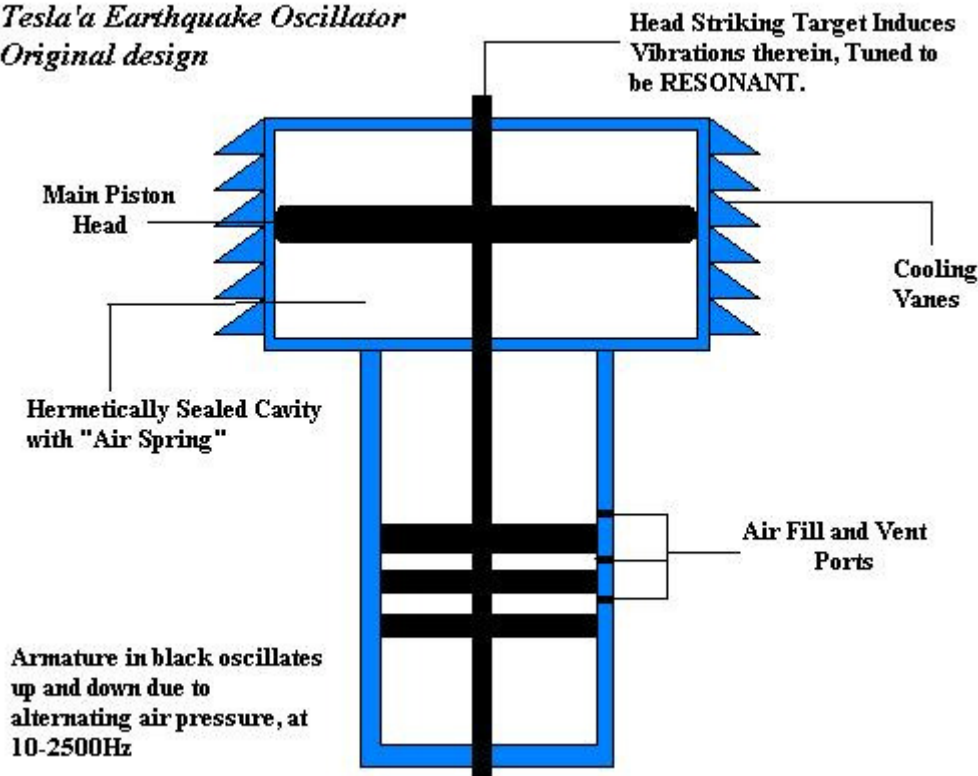 Tesla'a Earthquake Oscillator
Original design
Head Striking Target Induces
Vibrations therein, Tuned to
be RESONANT.
Main Piston
Head
Cooling
Vanes
Hermetically Sealed Cavity
with "Air Spring"
Air Fill and Vent
Ports
Armature in black oscillates
up and down due to
alternating air pressure, at
10-2500Hz